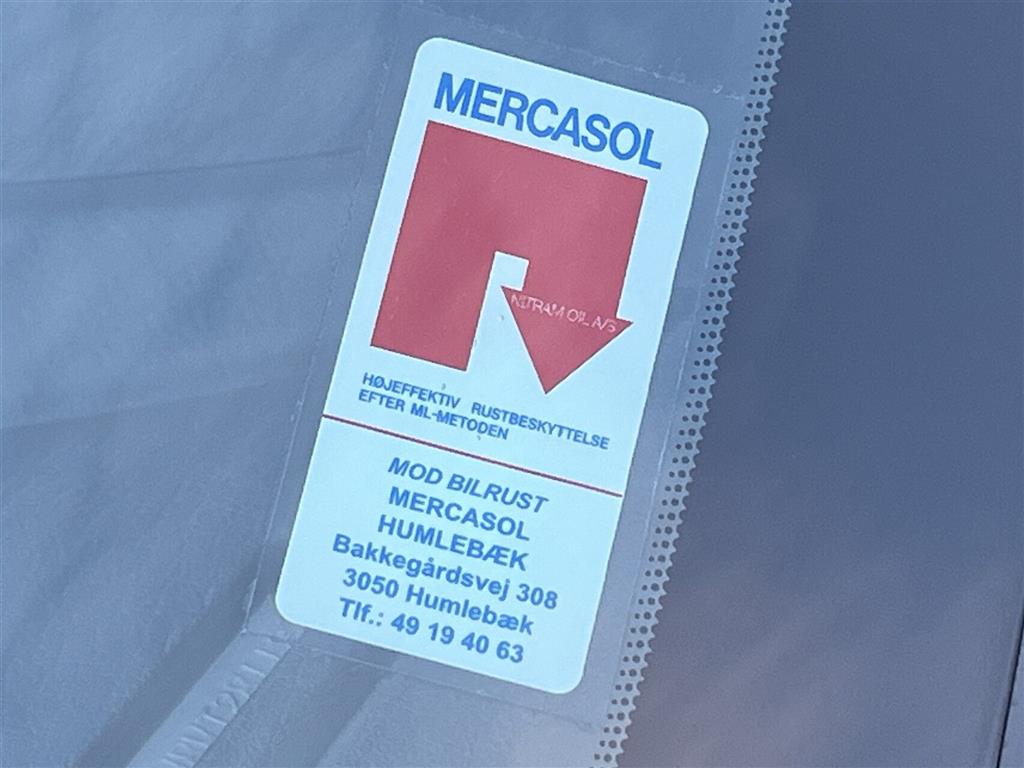 MERCASOL
NITRAM OIL A/S
HØJEFFEKTIV RUSTBESKYTTELSE
EFTER ML-METODEN
MOD BILRUST
MERCASOL
HUMLEBÆK
Bakkegårdsvej 308
3050 Humlebæk
Tlf.: 49 19 40 63